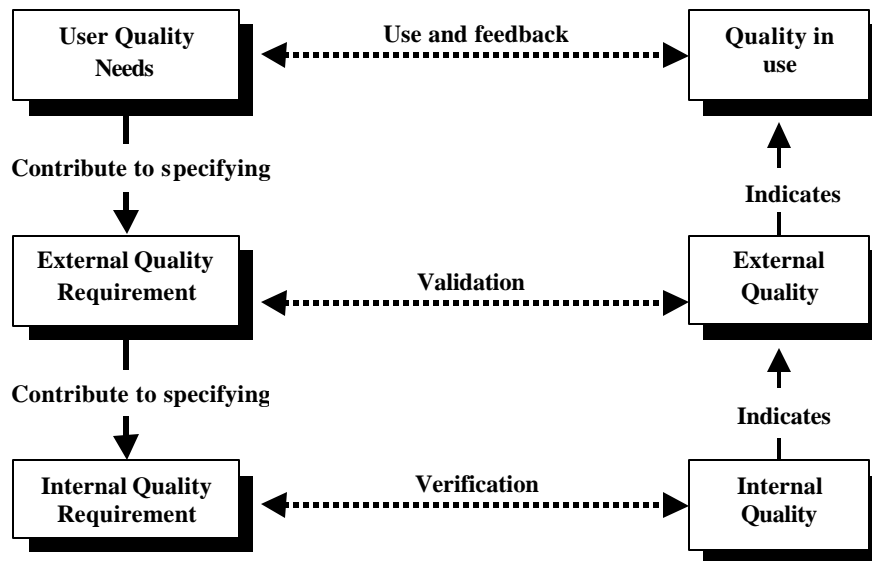 User Quality
Needs
Use and feedback
Quality in
use
Contribute to specifying
Indicates
External Quality
Requirement
Validation
External
Quality
Contribute to specifying
Indicates
Internal Quality
Requirement
Verification
Internal
Quality